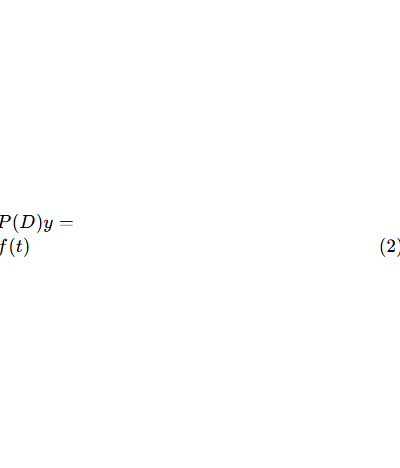 P(D)y =
f(t) (2)